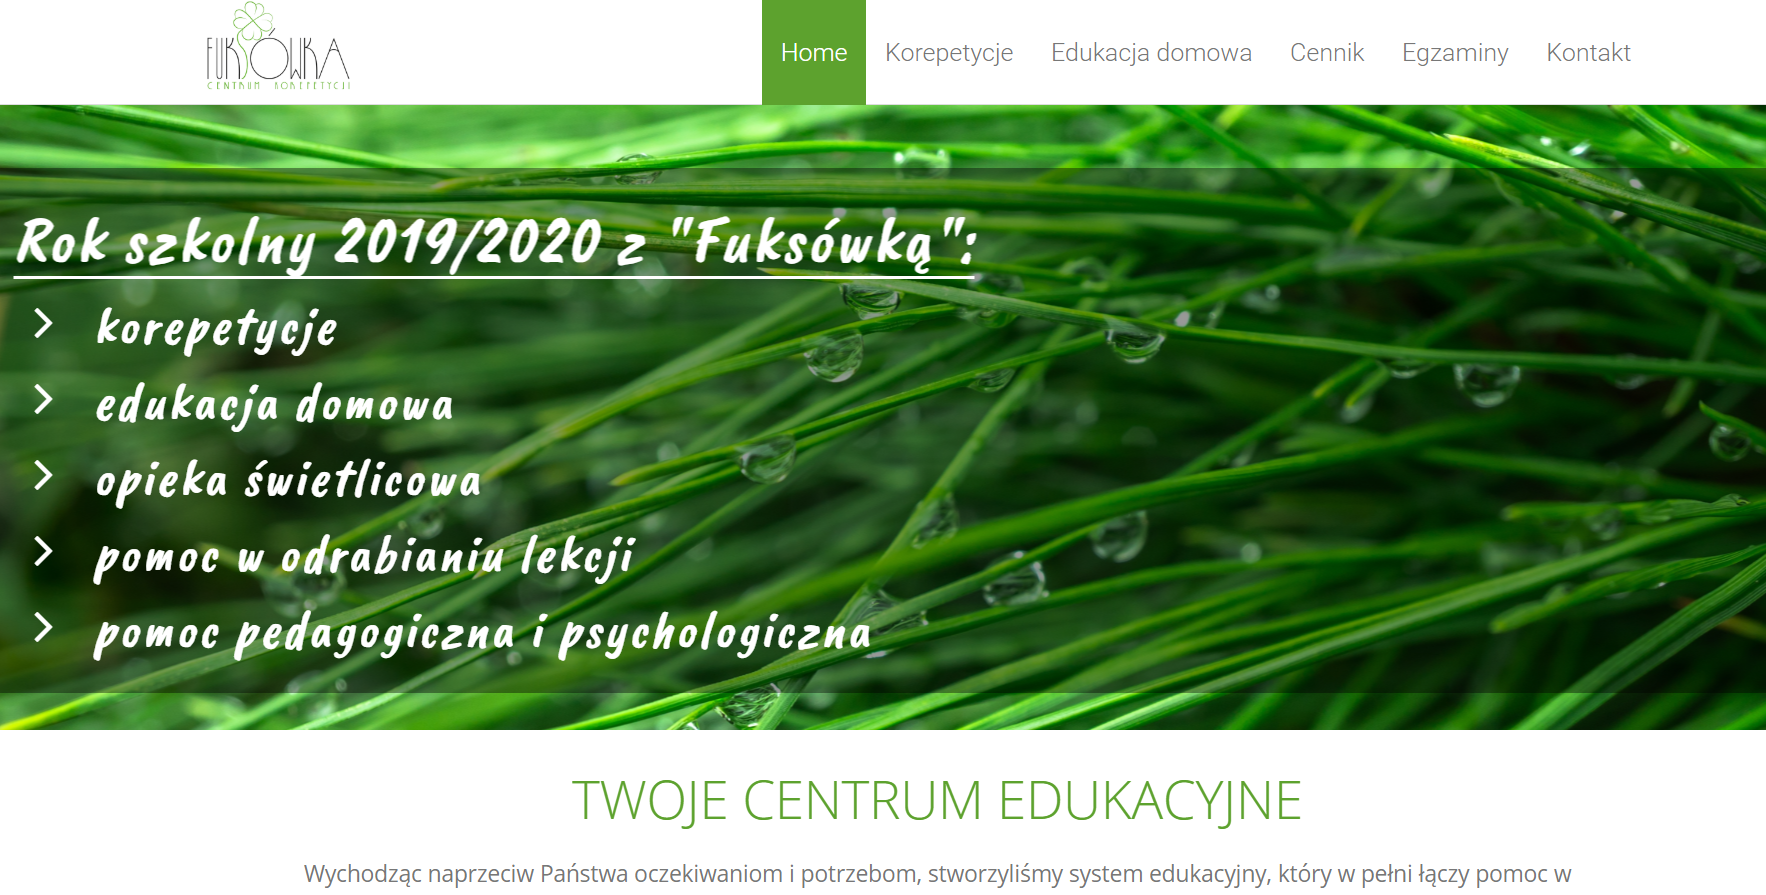 FUKSÓWKA
CENTRUM KOREPETYCJI
Home Korepetycje Edukacja domowa Cennik Egzaminy Kontakt
Rok szkolny 2019/2020 z "Fuksówką":
korepetycje
edukacja domowa
opieka świetlicowa
pomoc w odrabianiu lekcji
pomoc pedagogiczna i psychologiczna
TWOJE CENTRUM EDUKACYJNE
Wychodząc naprzeciw Państwa oczekiwaniom i potrzebom, stworzyliśmy system edukacyjny, który w pełni łączy pomoc w